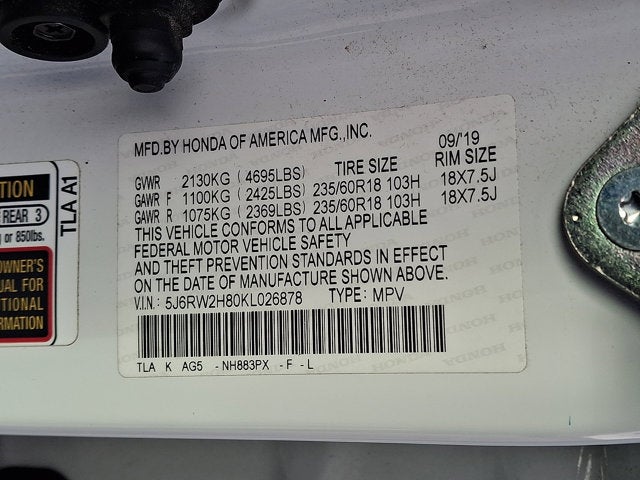 MFD.BY HONDA OF AMERICA MFG.,INC.
09/'19
TIRE SIZE RIM SIZE
GVWR 2130KG (4695LBS)
GAWR F 1100KG (2425LBS) 235/60R18 103H 18X7.5J
GAWR R 1075KG (2369LBS) 235/60R18 103H 18X7.5J
THIS VEHICLE CONFORMS TO ALL APPLICABLE
FEDERAL MOTOR VEHICLE SAFETY
AND THEFT PREVENTION STANDARDS IN EFFECT
ON THE DATE OF MANUFACTURE SHOWN ABOVE.
V.I.N: 5J6RW2H80KL026878 TYPE: MPV
TLA K AG5 -NH883PX -F -L
TION
REAR 3
or 850lbs.
OWNER'S
UAL FOR
TIONAL
RMATION
TLA A1